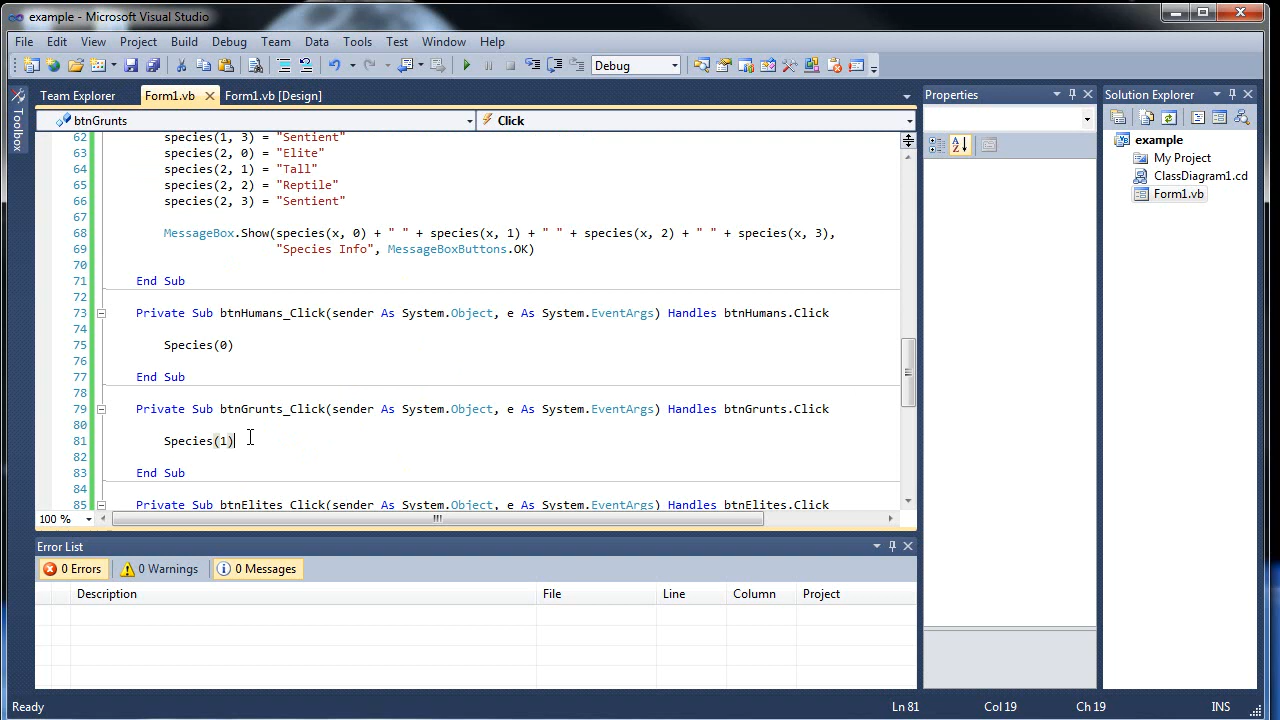 example - Microsoft Visual Studio
File Edit View Project Build Debug Team Data Tools Test Window Help
Debug
Team Explorer Form1.vb Form1.vb [Design]
btnGrunts Click
62 species(1, 3) = "Sentient"
63 species(2, 0) = "Elite"
64 species(2, 1) = "Tall"
65 species(2, 2) = "Reptile"
66 species(2, 3) = "Sentient"
67
68 MessageBox.Show(species(x, 0) + " " + species(x, 1) + " " + species(x, 2) + " " + species(x, 3),
69 "Species Info", MessageBoxButtons.OK)
70
71 End Sub
72
73 Private Sub btnHumans_Click(sender As System.Object, e As System.EventArgs) Handles btnHumans.Click
74
75 Species(0)
76
77 End Sub
78
79 Private Sub btnGrunts_Click(sender As System.Object, e As System.EventArgs) Handles btnGrunts.Click
80
81 Species(1)
82
83 End Sub
84
85 Private Sub btnElites_Click(sender As System.Object, e As System.EventArgs) Handles btnElites.Click
100 %
Toolbox
Properties
Solution Explorer
example
My Project
ClassDiagram1.cd
Form1.vb
Error List
0 Errors 0 Warnings 0 Messages
Description File Line Column Project
Ready Ln 81 Col 19 Ch 19 INS